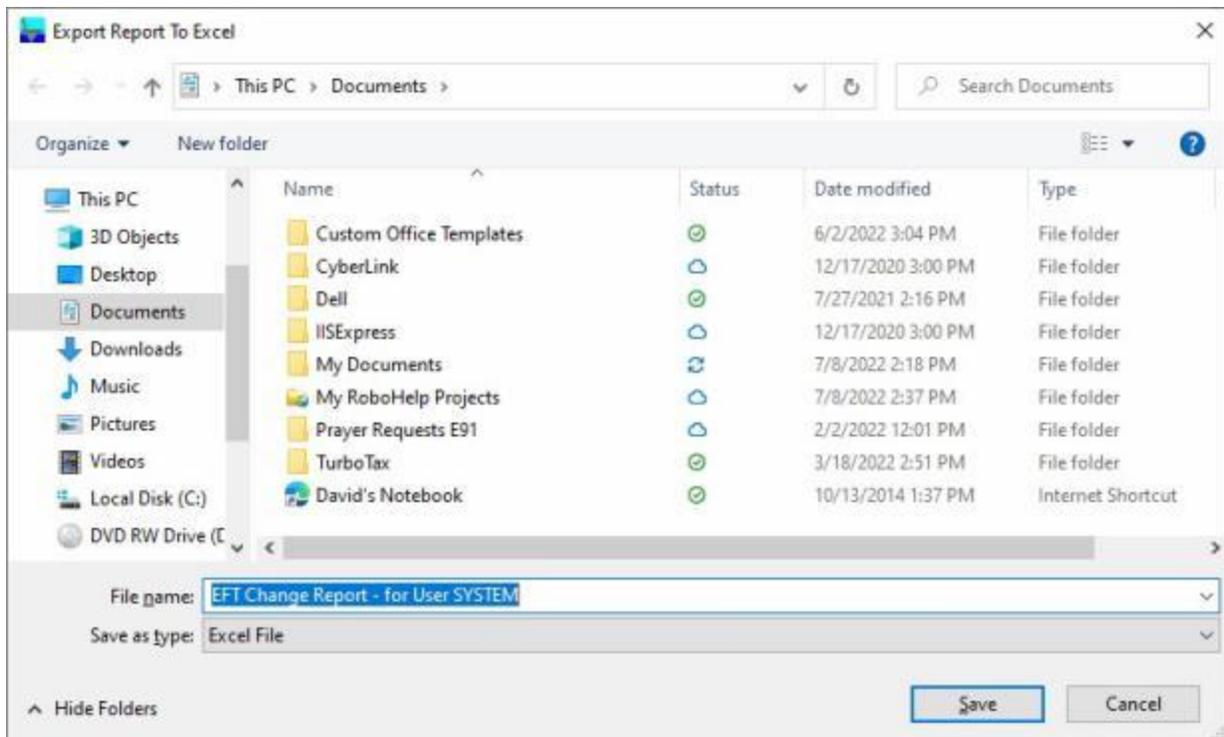 Export Report To Excel
This PC > Documents >
Search Documents
Organize
New folder
Name Status Date modified Type
This PC
3D Objects
Desktop
Documents
Downloads
Music
Pictures
Videos
Local Disk (C:)
DVD RW Drive (D
Custom Office Templates 6/2/2022 3:04 PM File folder
CyberLink 12/17/2020 3:00 PM File folder
Dell 7/27/2021 2:16 PM File folder
IISExpress 12/17/2020 3:00 PM File folder
My Documents 7/8/2022 2:18 PM File folder
My RoboHelp Projects 7/8/2022 2:37 PM File folder
Prayer Requests E91 2/2/2022 12:01 PM File folder
TurboTax 3/18/2022 2:51 PM File folder
David's Notebook 10/13/2014 1:37 PM Internet Shortcut
File name: EFT Change Report - for User SYSTEM
Save as type: Excel File
Hide Folders
Save
Cancel